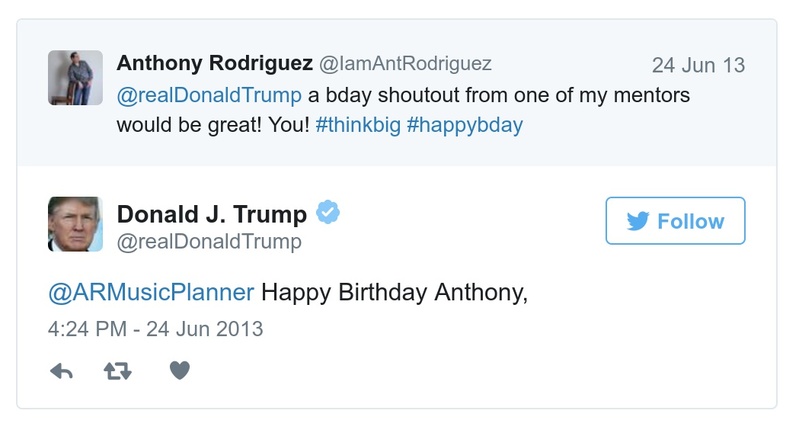 Anthony Rodriguez @IamAntRodriguez 24 Jun 13
@realDonaldTrump a bday shoutout from one of my mentors
would be great! You! #thinkbig #happybday
Donald J. Trump
@realDonaldTrump
Follow
@ARMusicPlanner Happy Birthday Anthony,
4:24 PM - 24 Jun 2013